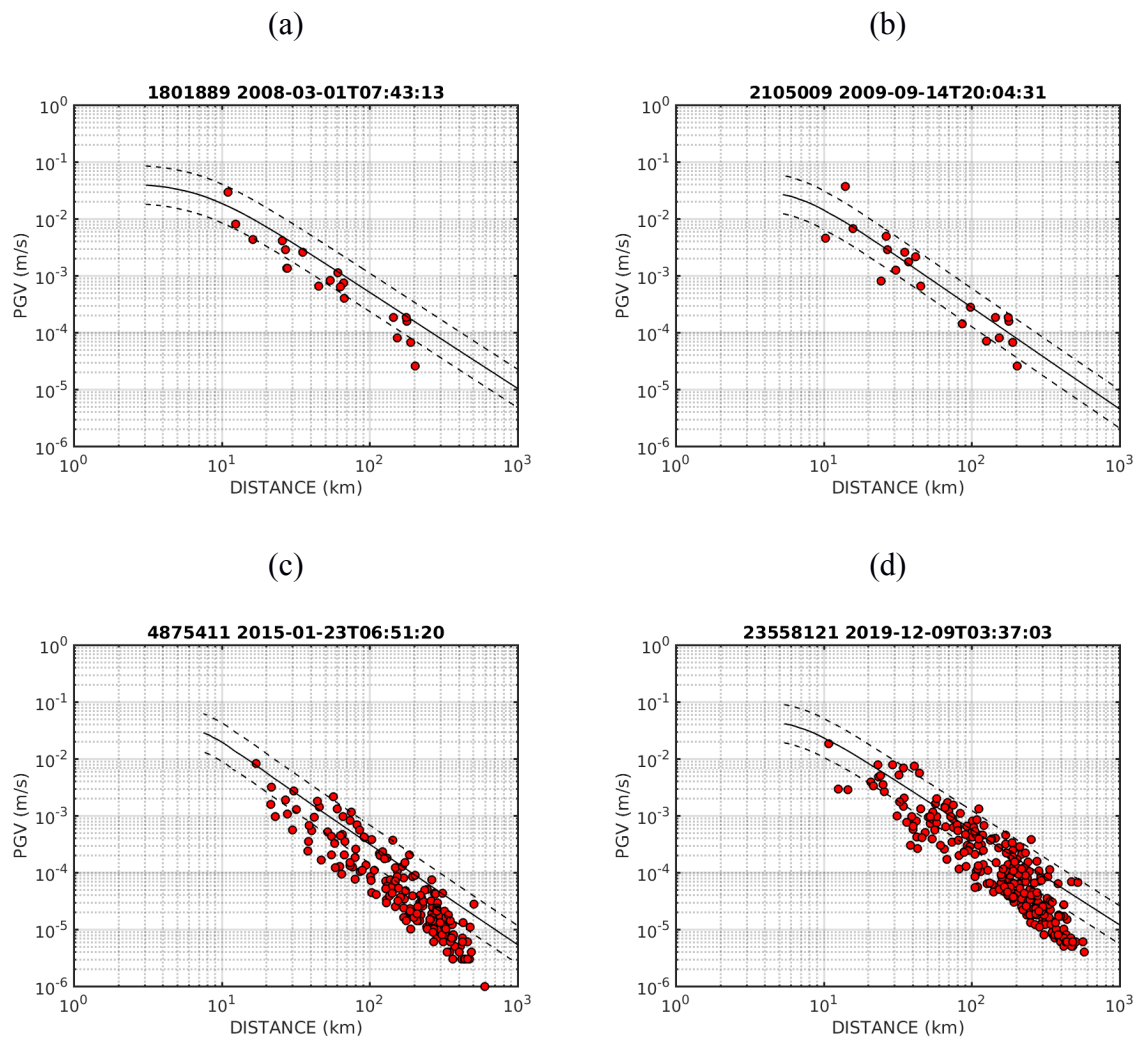 (a)
(b)
1801889 2008-03-01T07:43:13
10^0
10^-1
10^-2
10^-3
10^-4
10^-5
10^-6
PGV (m/s)
10^0
10^1
10^2
10^3
DISTANCE (km)
2105009 2009-09-14T20:04:31
10^0
10^-1
10^-2
10^-3
10^-4
10^-5
10^-6
PGV (m/s)
10^0
10^1
10^2
10^3
DISTANCE (km)
(c)
(d)
4875411 2015-01-23T06:51:20
10^0
10^-1
10^-2
10^-3
10^-4
10^-5
10^-6
PGV (m/s)
10^0
10^1
10^2
10^3
DISTANCE (km)
23558121 2019-12-09T03:37:03
10^0
10^-1
10^-2
10^-3
10^-4
10^-5
10^-6
PGV (m/s)
10^0
10^1
10^2
10^3
DISTANCE (km)